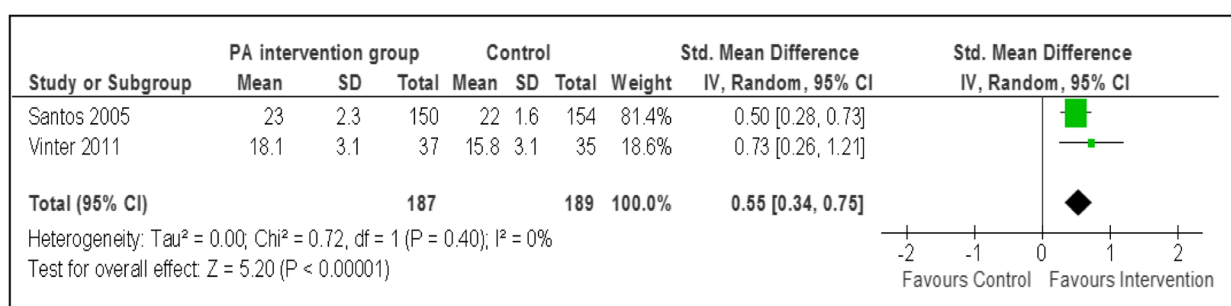 PA intervention group Control Std. Mean Difference Std. Mean Difference
Study or Subgroup Mean SD Total Mean SD Total Weight IV, Random, 95% CI IV, Random, 95% CI
Santos 2005 23 2.3 150 22 1.6 154 81.4% 0.50 [0.28, 0.73]
Vinter 2011 18.1 3.1 37 15.8 3.1 35 18.6% 0.73 [0.26, 1.21]
Total (95% CI) 187 189 100.0% 0.55 [0.34, 0.75]
Heterogeneity: Tau² = 0.00; Chi² = 0.72, df = 1 (P = 0.40); I² = 0%
Test for overall effect: Z = 5.20 (P < 0.00001)
-2 -1 0 1 2
Favours Control Favours Intervention